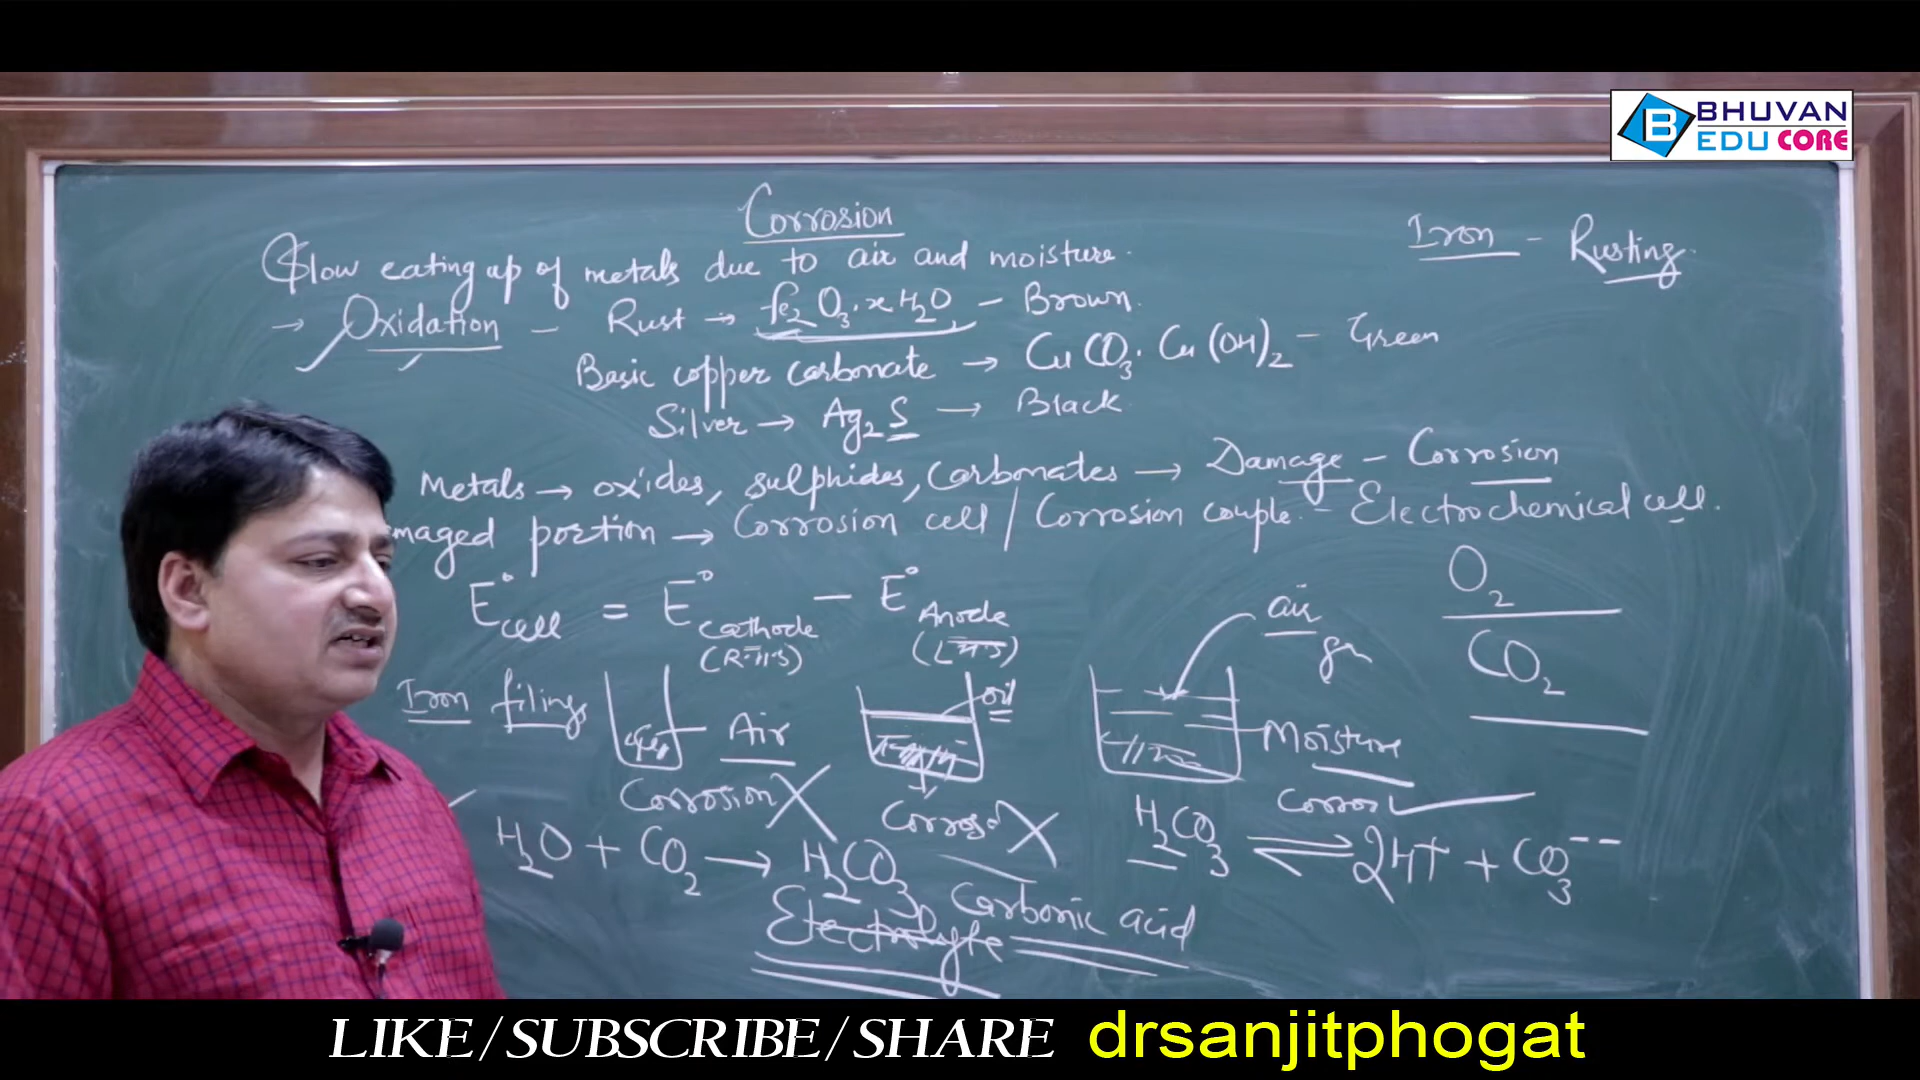 BHUVAN
EDU CORE
Corrosion
Iron - Rusting
Slow eating up of metals due to air and moisture.
→ Oxidation - Rust → Fe₂O₃·xH₂O - Brown.
Basic copper carbonate → CuCO₃·Cu(OH)₂ - Green
Silver → Ag₂S → Black
Metals → oxides, sulphides, Carbonates → Damage - Corrosion
maged portion → Corrosion cell / Corrosion couple - Electrochemical cell.
E°cell = E°Cathode - E°Anode
(R.H.S) (L.H.S)
air
O₂
CO₂
Iron filings
Air
oil
Moisture
Corrosion
H₂O + CO₂ → H₂CO₃
H₂CO₃ ⇌ 2H⁺ + CO₃⁻⁻
Carbonic acid
Electrolyte
LIKE/SUBSCRIBE/SHARE drsanjitphogat